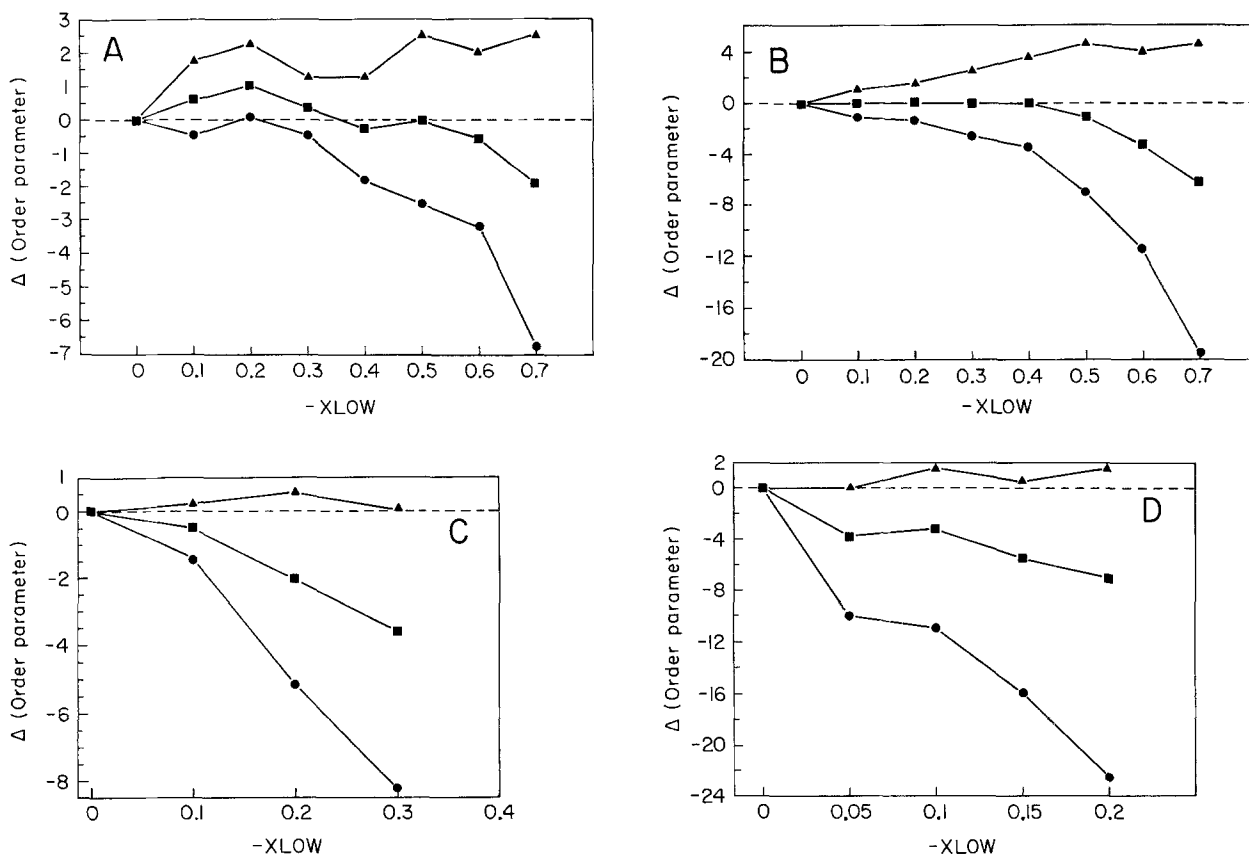 A
Δ (Order parameter)
3
2
1
0
-1
-2
-3
-4
-5
-6
-7
0 0.1 0.2 0.3 0.4 0.5 0.6 0.7
-XLOW
B
Δ (Order parameter)
4
0
-4
-8
-12
-16
-20
0 0.1 0.2 0.3 0.4 0.5 0.6 0.7
-XLOW
C
Δ (Order parameter)
1
0
-2
-4
-6
-8
0 0.1 0.2 0.3 0.4
-XLOW
D
Δ (Order parameter)
2
0
-4
-8
-12
-16
-20
-24
0 0.05 0.1 0.15 0.2
-XLOW